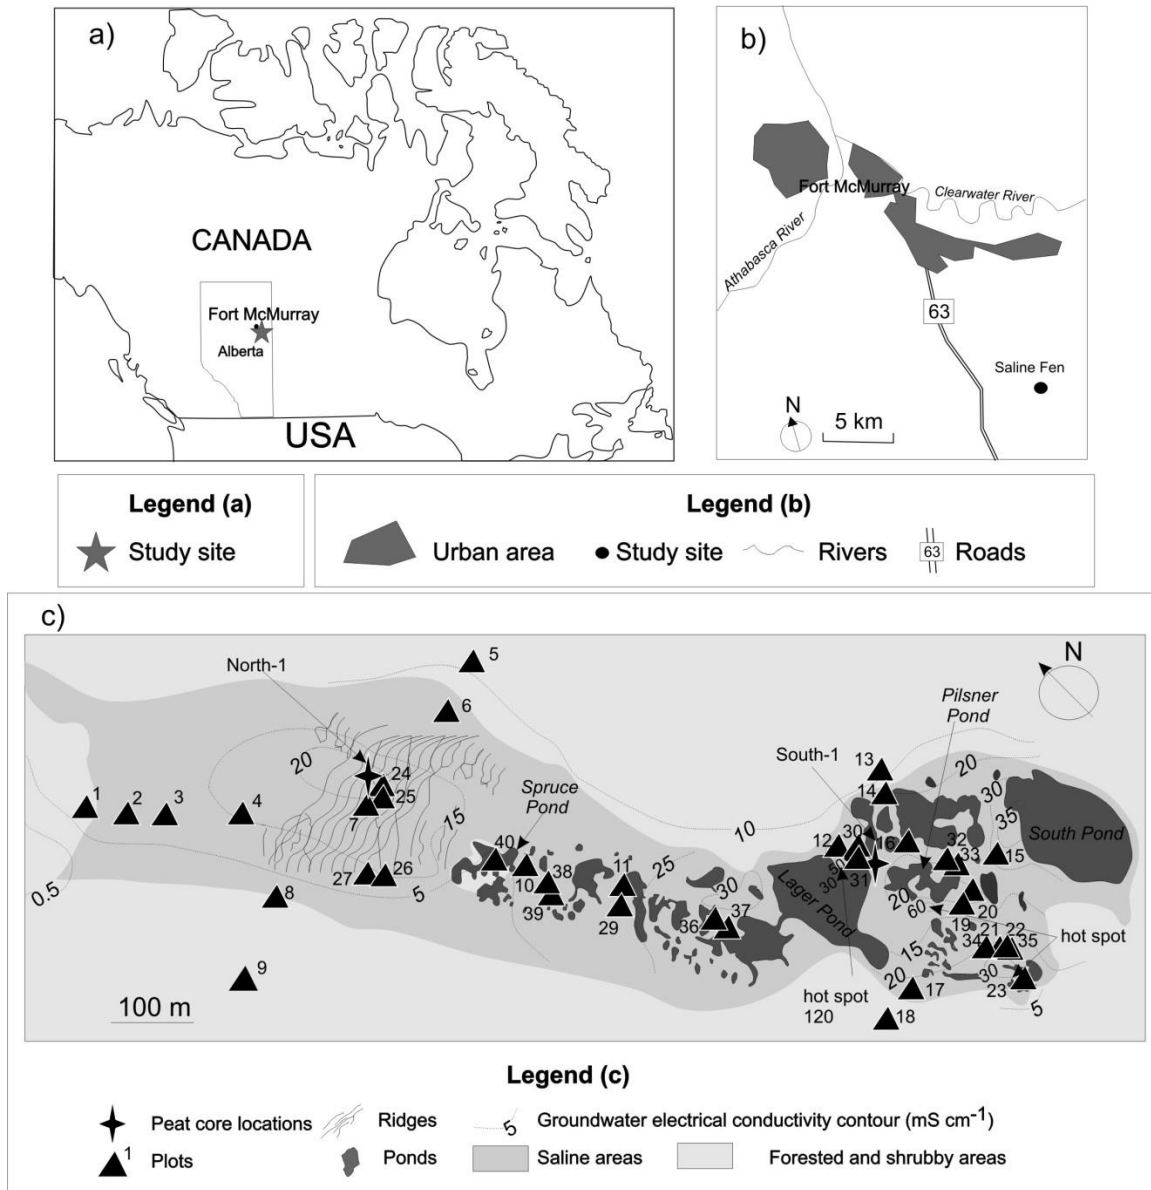 a)
CANADA
Fort McMurray
Alberta
USA
b)
Fort McMurray
Clearwater River
Athabasca River
63
Saline Fen
N
5 km
Legend (a)
Study site
Legend (b)
Urban area
Study site
Rivers
63
Roads
c)
North-1
5
6
N
Pilsner
Pond
South-1
13
20
14
30
20
24
1
2
3
4
25
7
15
Spruce
Pond
10
35
South Pond
12
30
16
32
33
15
50
30
31
40
10
38
39
11
25
29
30
36
37
Lager Pond
20
60
19
20
27
26
5
8
0.5
9
hot spot
21
22
34
35
15
20
30
23
17
5
18
hot spot
120
100 m
Legend (c)
Peat core locations
Ridges
5
Groundwater electrical conductivity contour (mS cm⁻¹)
1
Plots
Ponds
Saline areas
Forested and shrubby areas